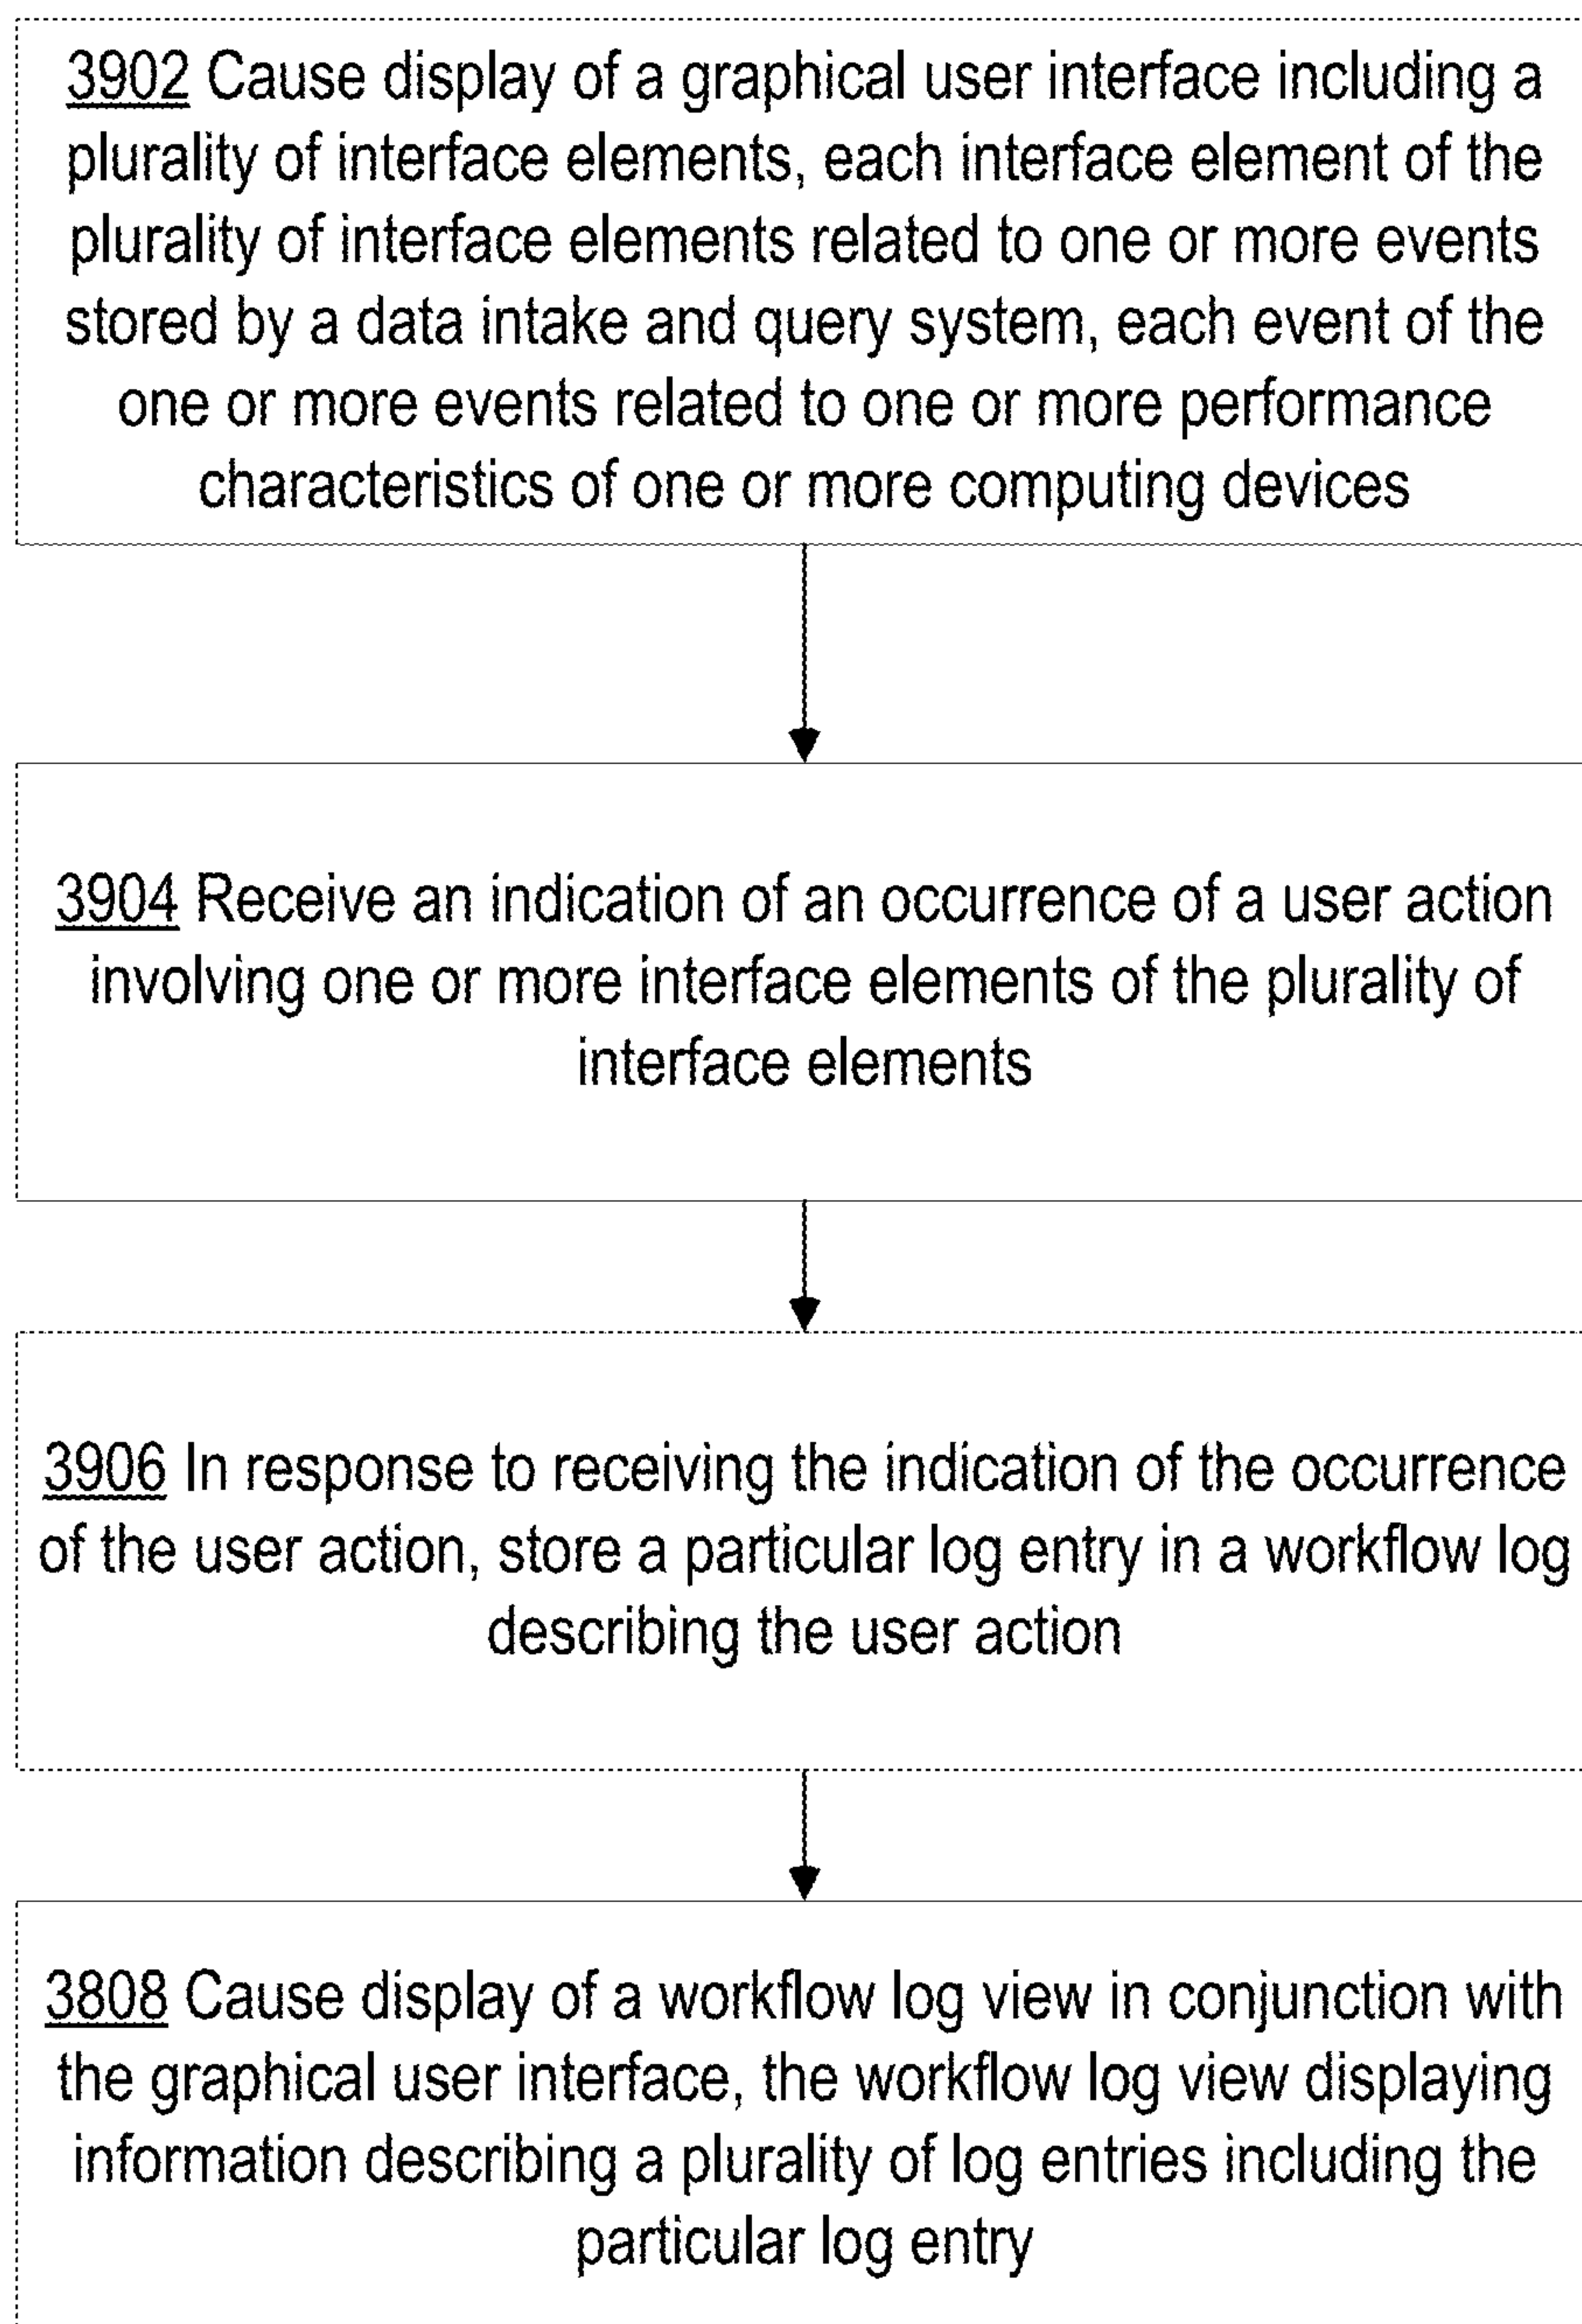 3902 Cause display of a graphical user interface including a
plurality of interface elements, each interface element of the
plurality of interface elements related to one or more events
stored by a data intake and query system, each event of the
one or more events related to one or more performance
characteristics of one or more computing devices
3904 Receive an indication of an occurrence of a user action
involving one or more interface elements of the plurality of
interface elements
3906 In response to receiving the indication of the occurrence
of the user action, store a particular log entry in a workflow log
describing the user action
3808 Cause display of a workflow log view in conjunction with
the graphical user interface, the workflow log view displaying
information describing a plurality of log entries including the
particular log entry